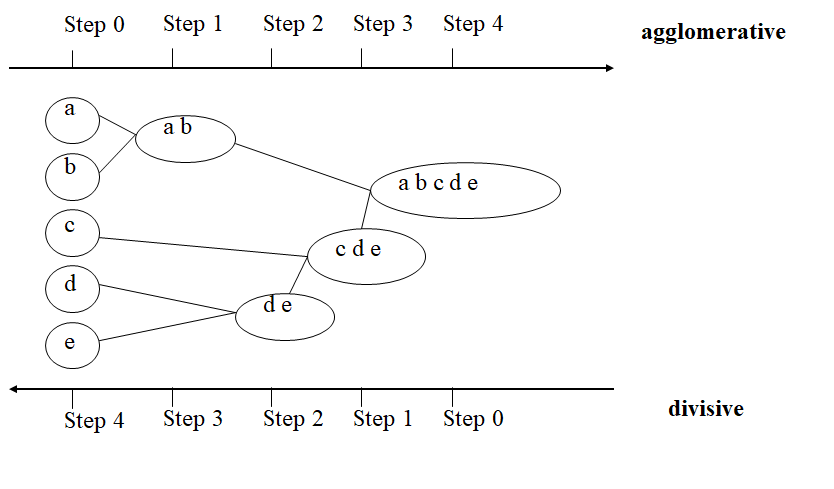 Step 0 Step 1 Step 2 Step 3 Step 4 agglomerative
a
a b
b
a b c d e
c
c d e
d
d e
e
Step 4 Step 3 Step 2 Step 1 Step 0 divisive